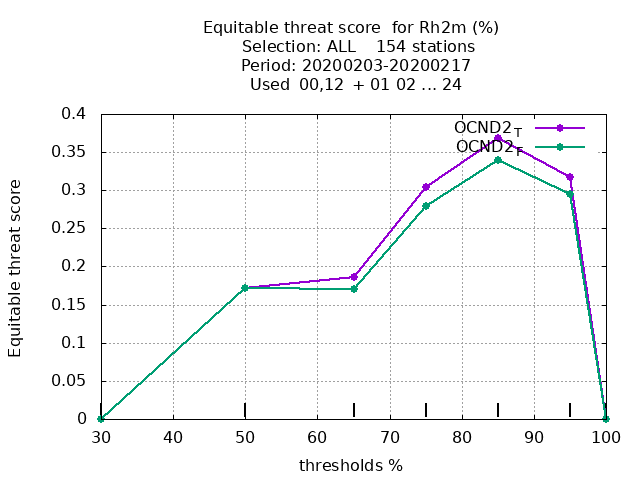 Equitable threat score  for Rh2m (%)
Selection: ALL    154 stations
Period: 20200203-20200217
Used  00,12  + 01 02 ... 24
OCND2_T
OCND2_F
Equitable threat score
0.4
0.35
0.3
0.25
0.2
0.15
0.1
0.05
0
30 40 50 60 70 80 90 100
thresholds %